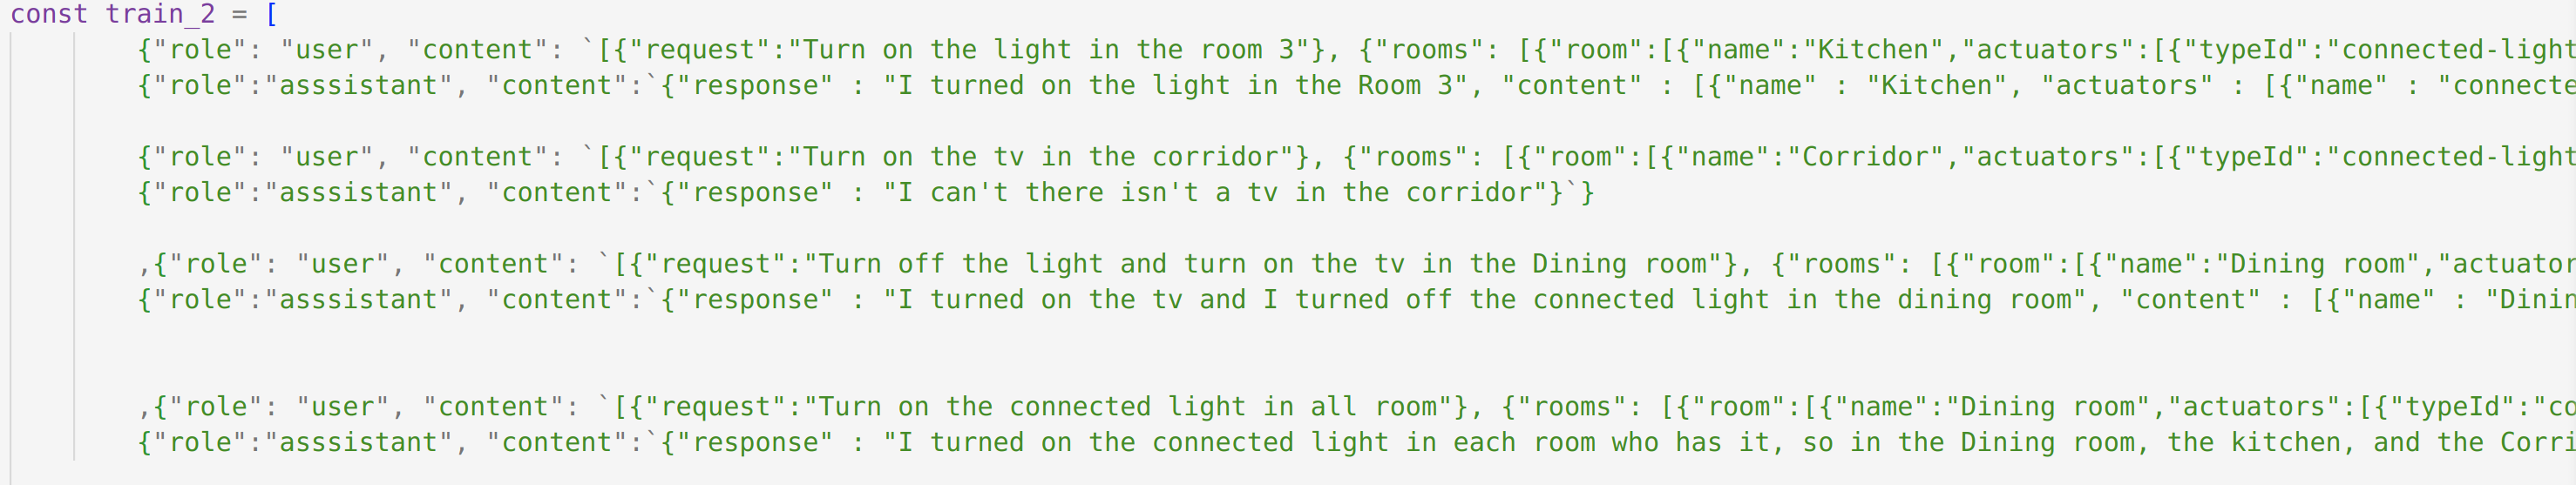 const train_2 = [
{"role": "user", "content": `[{"request":"Turn on the light in the room 3"}, {"rooms": [{"room":[{"name":"Kitchen","actuators":[{"typeId":"connected-light
{"role":"asssistant", "content":`{"response" : "I turned on the light in the Room 3", "content" : [{"name" : "Kitchen", "actuators" : [{"name" : "connecte
{"role": "user", "content": `[{"request":"Turn on the tv in the corridor"}, {"rooms": [{"room":[{"name":"Corridor","actuators":[{"typeId":"connected-light
{"role":"asssistant", "content":`{"response" : "I can't there isn't a tv in the corridor"}`}
,{"role": "user", "content": `[{"request":"Turn off the light and turn on the tv in the Dining room"}, {"rooms": [{"room":[{"name":"Dining room","actuator
{"role":"asssistant", "content":`{"response" : "I turned on the tv and I turned off the connected light in the dining room", "content" : [{"name" : "Dinin
,{"role": "user", "content": `[{"request":"Turn on the connected light in all room"}, {"rooms": [{"room":[{"name":"Dining room","actuators":[{"typeId":"co
{"role":"asssistant", "content":`{"response" : "I turned on the connected light in each room who has it, so in the Dining room, the kitchen, and the Corri